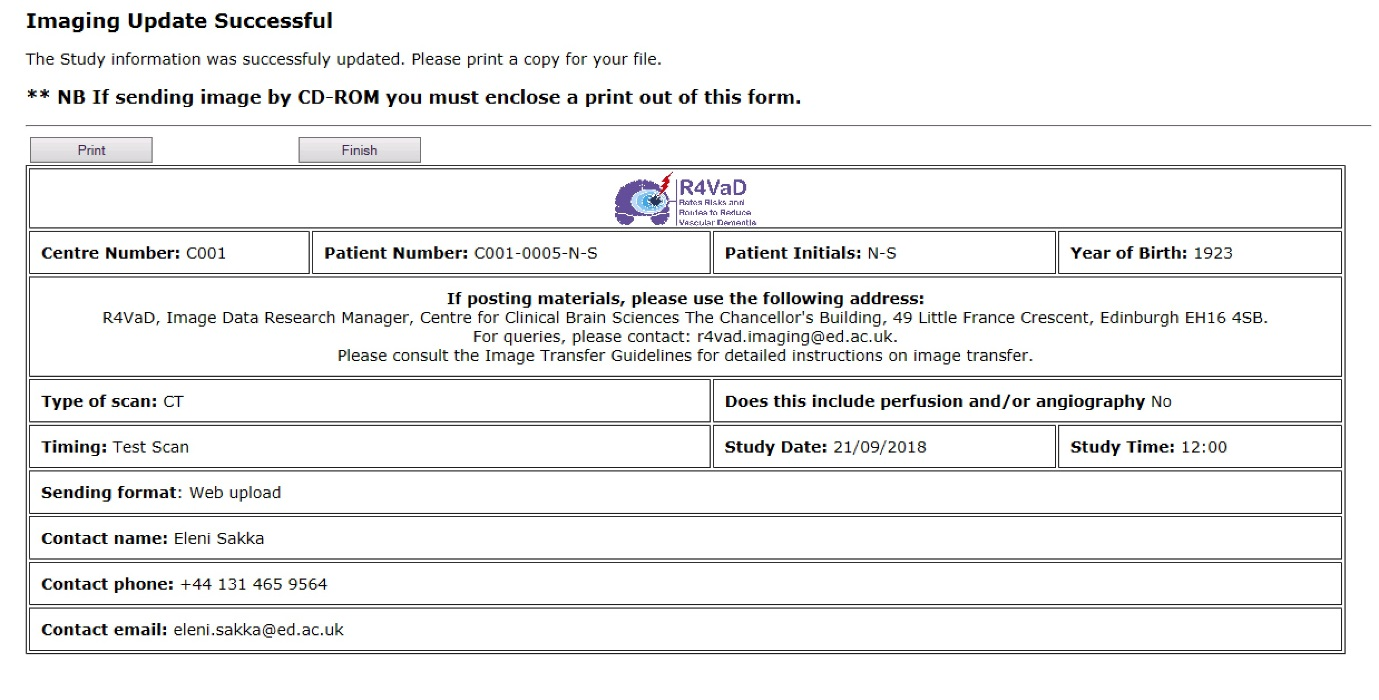 Imaging Update Successful
The Study information was successfuly updated. Please print a copy for your file.
** NB If sending image by CD-ROM you must enclose a print out of this form.
Print Finish
R4VaD
Rates Risks and
Routes to Reduce
Vascular Dementia
Centre Number: C001 Patient Number: C001-0005-N-S Patient Initials: N-S Year of Birth: 1923
If posting materials, please use the following address:
R4VaD, Image Data Research Manager, Centre for Clinical Brain Sciences The Chancellor's Building, 49 Little France Crescent, Edinburgh EH16 4SB.
For queries, please contact: r4vad.imaging@ed.ac.uk.
Please consult the Image Transfer Guidelines for detailed instructions on image transfer.
Type of scan: CT Does this include perfusion and/or angiography No
Timing: Test Scan Study Date: 21/09/2018 Study Time: 12:00
Sending format: Web upload
Contact name: Eleni Sakka
Contact phone: +44 131 465 9564
Contact email: eleni.sakka@ed.ac.uk